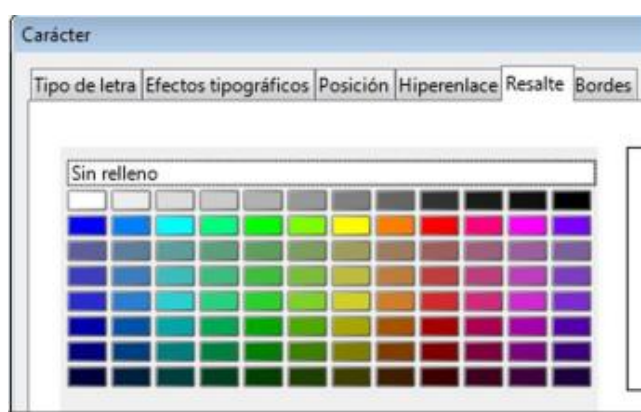 Carácter
Tipo de letra Efectos tipográficos Posición Hiperenlace Resalte Bordes
Sin relleno